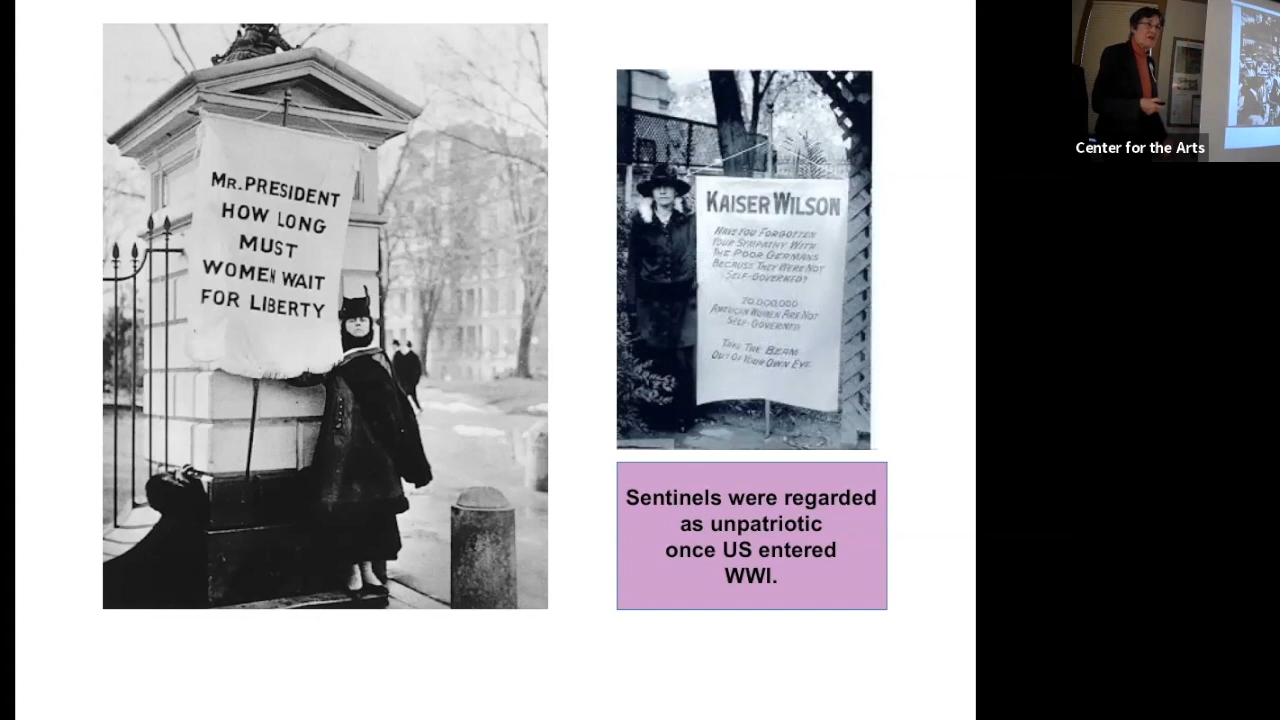 Mr. PRESIDENT
HOW LONG
MUST
WOMEN WAIT
FOR LIBERTY
KAISER WILSON
HAVE YOU FORGOTTEN
YOUR SYMPATHY WITH
THE POOR GERMANS
BECAUSE THEY WERE NOT
SELF-GOVERNED?
20,000,000
AMERICAN WOMEN ARE NOT
SELF-GOVERNED
TAKE THE BEAM
OUT OF YOUR OWN EYE
Sentinels were regarded
as unpatriotic
once US entered
WWI.
Center for the Arts